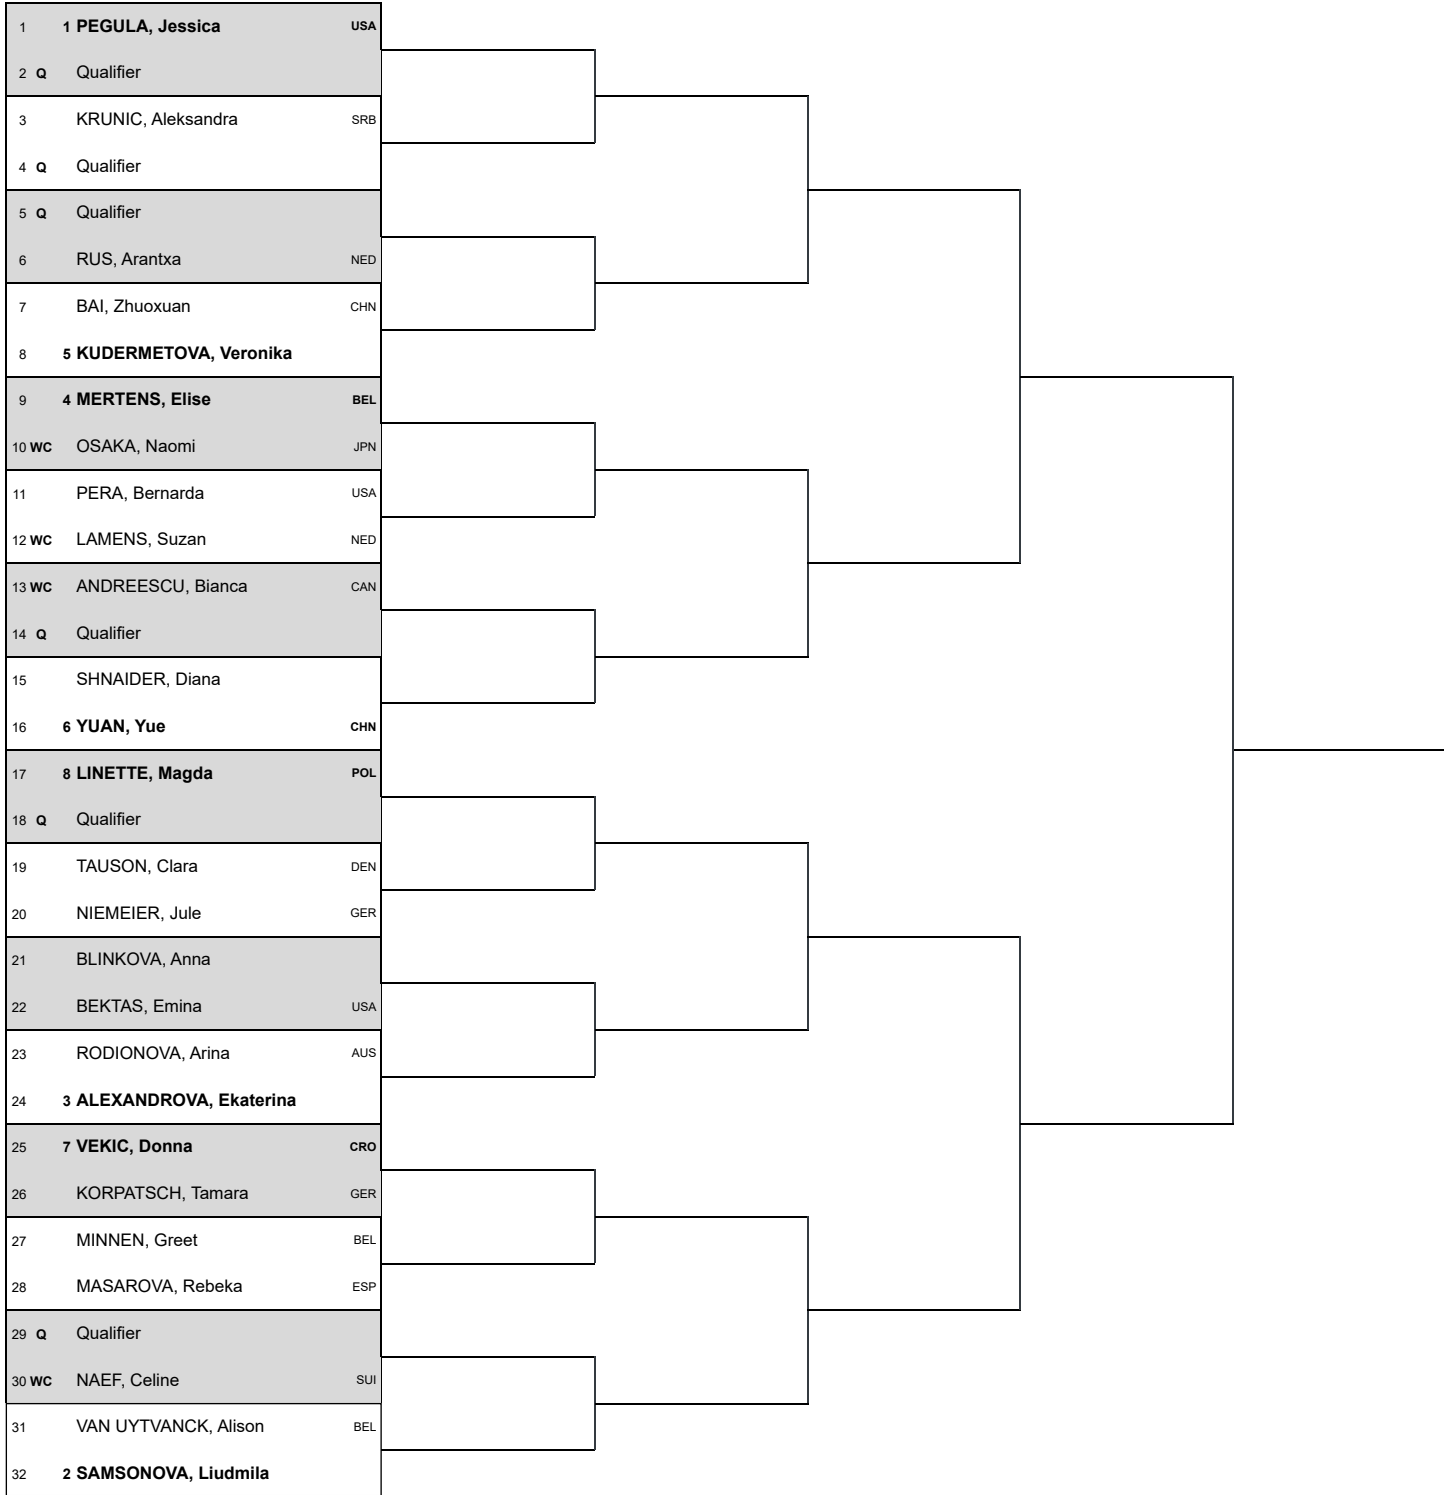 1 1 PEGULA, Jessica USA
2 Q Qualifier
3 KRUNIC, Aleksandra SRB
4 Q Qualifier
5 Q Qualifier
6 RUS, Arantxa NED
7 BAI, Zhuoxuan CHN
8 5 KUDERMETOVA, Veronika
9 4 MERTENS, Elise BEL
10 WC OSAKA, Naomi JPN
11 PERA, Bernarda USA
12 WC LAMENS, Suzan NED
13 WC ANDREESCU, Bianca CAN
14 Q Qualifier
15 SHNAIDER, Diana
16 6 YUAN, Yue CHN
17 8 LINETTE, Magda POL
18 Q Qualifier
19 TAUSON, Clara DEN
20 NIEMEIER, Jule GER
21 BLINKOVA, Anna
22 BEKTAS, Emina USA
23 RODIONOVA, Arina AUS
24 3 ALEXANDROVA, Ekaterina
25 7 VEKIC, Donna CRO
26 KORPATSCH, Tamara GER
27 MINNEN, Greet BEL
28 MASAROVA, Rebeka ESP
29 Q Qualifier
30 WC NAEF, Celine SUI
31 VAN UYTVANCK, Alison BEL
32 2 SAMSONOVA, Liudmila